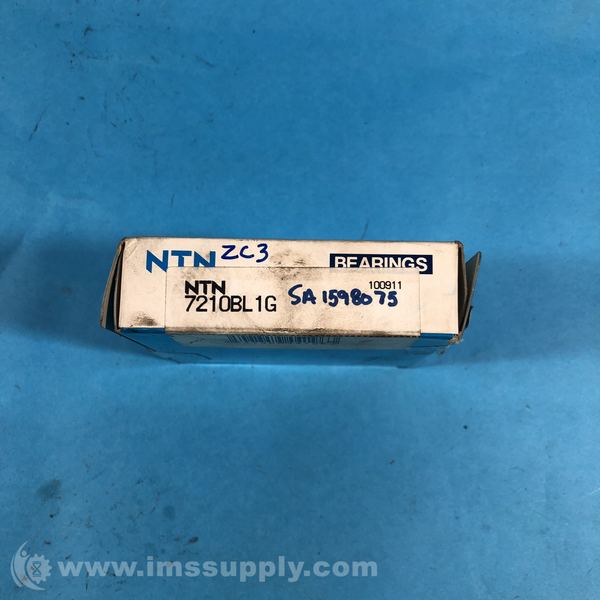 NTN ZC3 BEARINGS
NTN 100911
7210BL1G SA1598075
www.imssupply.com